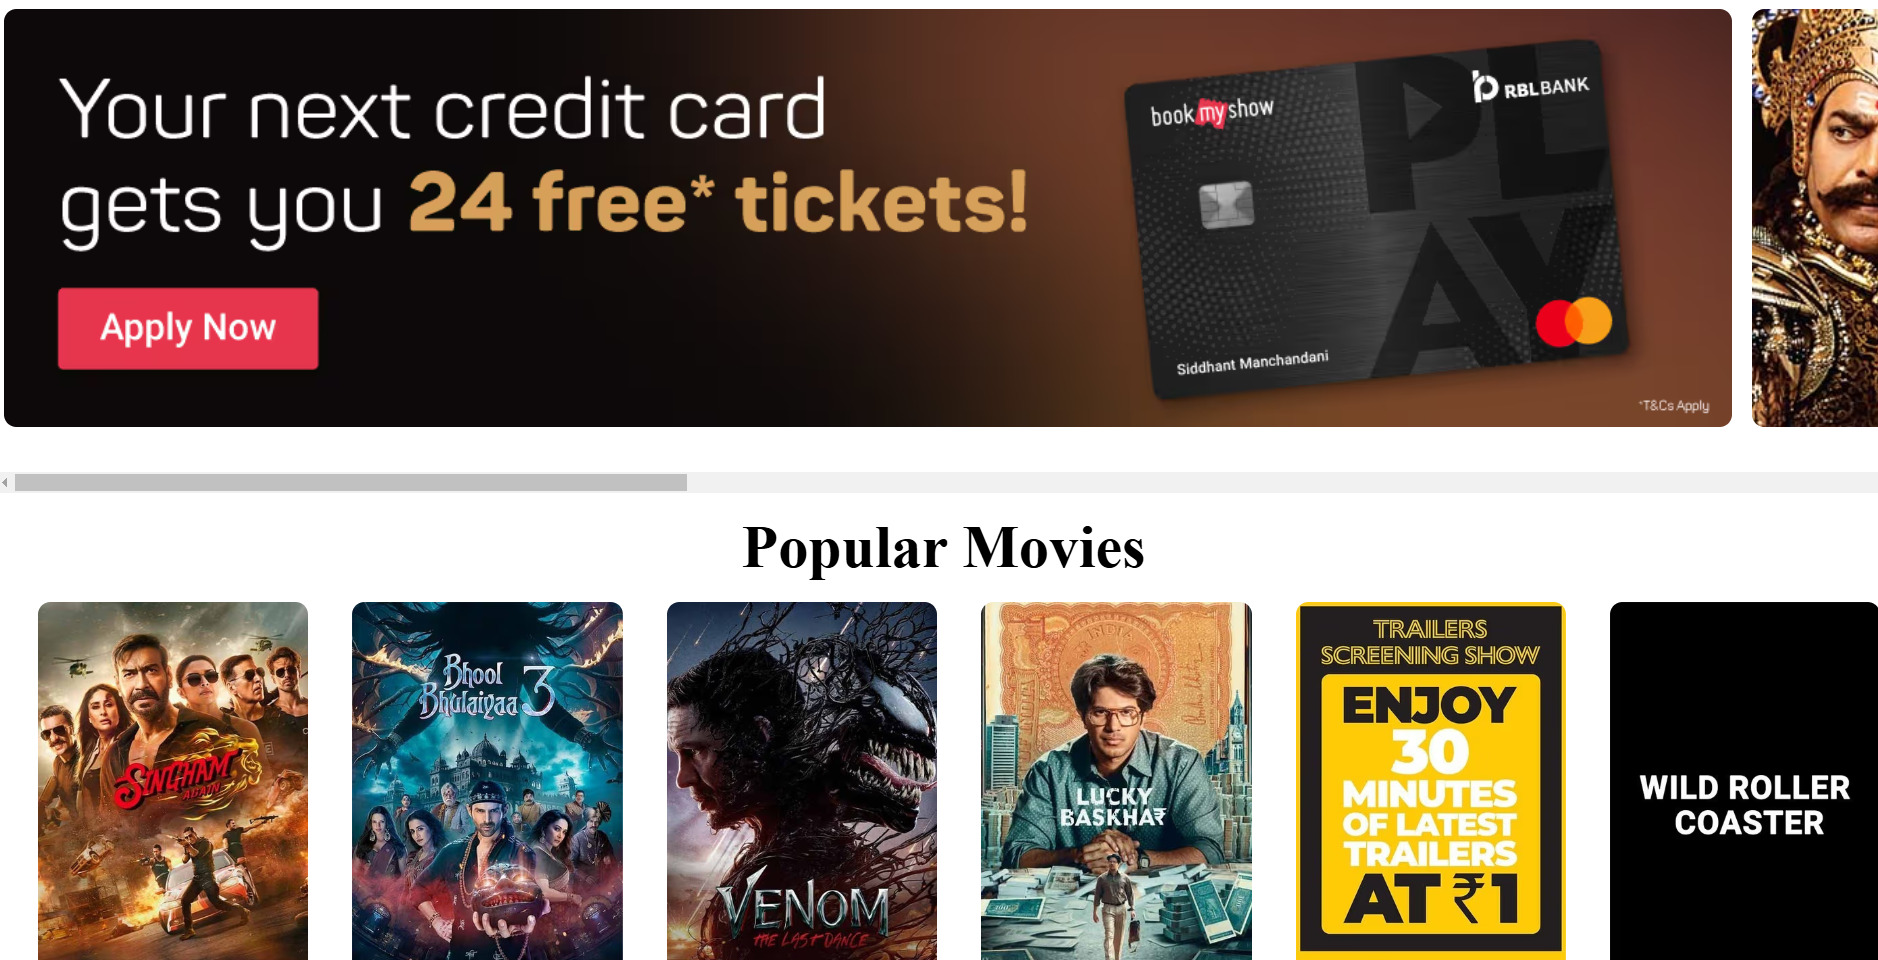 Your next credit card
gets you 24 free* tickets!
Apply Now
book my show
RBL BANK
PLAY
Siddhant Manchandani
*T&Cs Apply
Popular Movies
SINGHAM
AGAIN
Bhool
Bhulaiyaa 3
VENOM
THE LAST DANCE
INDIA
LUCKY
BASKHA₹
TRAILERS
SCREENING SHOW
ENJOY
30
MINUTES
OF LATEST
TRAILERS
AT ₹1
WILD ROLLER
COASTER